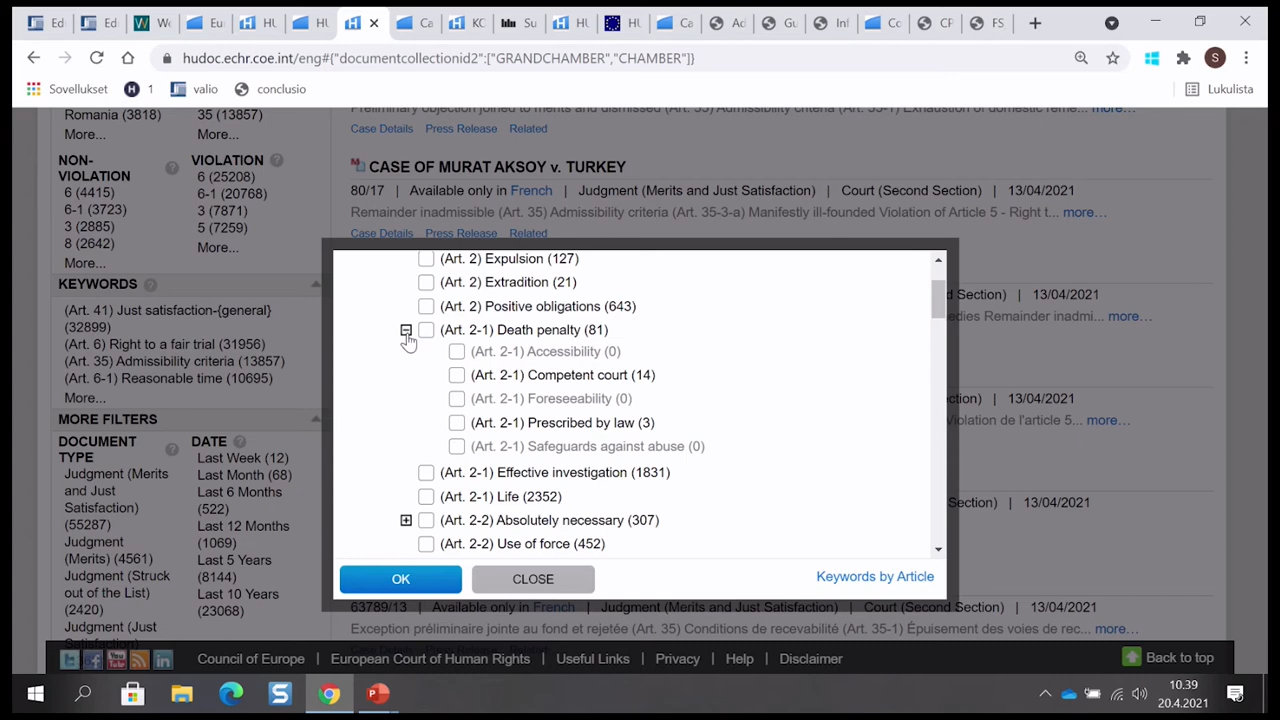 Ed
Ed
We
Eu
HU
HU
Ca
KC
Su
HU
HU
Ca
Ad
Gu
Inf
Co
CP
FS
hudoc.echr.coe.int/eng#{"documentcollectionid2":["GRANDCHAMBER","CHAMBER"]}
S
Sovellukset
1
valio
conclusio
Lukulista
Romania (3818)
More...
35 (13857)
More...
NON-VIOLATION
6 (4415)
6-1 (3723)
3 (2885)
8 (2642)
More...
VIOLATION
6 (25208)
6-1 (20768)
3 (7871)
5 (7259)
More...
KEYWORDS
(Art. 41) Just satisfaction-{general}
(32899)
(Art. 6) Right to a fair trial (31956)
(Art. 35) Admissibility criteria (13857)
(Art. 6-1) Reasonable time (10695)
More...
MORE FILTERS
DOCUMENT
TYPE
Judgment (Merits
and Just
Satisfaction)
(55287)
Judgment
(Merits) (4561)
Judgment (Struck
out of the List)
(2420)
Judgment (Just
Satisfaction)
DATE
Last Week (12)
Last Month (68)
Last 6 Months
(522)
Last 12 Months
(1069)
Last 5 Years
(8144)
Last 10 Years
(23068)
Preliminary objection joined to merits and dismissed (Art. 35) Admissibility criteria (Art. 35-1) Exhaustion of domestic reme... more…
Case Details Press Release Related
CASE OF MURAT AKSOY v. TURKEY
80/17 | Available only in French | Judgment (Merits and Just Satisfaction) | Court (Second Section) | 13/04/2021
Remainder inadmissible (Art. 35) Admissibility criteria (Art. 35-3-a) Manifestly ill-founded Violation of Article 5 - Right t... more…
Case Details Press Release Related
d Section) | 13/04/2021
edies Remainder inadmi... more…
ction) | 13/04/2021
Violation de l'article 5... more…
ction) | 13/04/2021
(Art. 2) Expulsion (127)
(Art. 2) Extradition (21)
(Art. 2) Positive obligations (643)
(Art. 2-1) Death penalty (81)
(Art. 2-1) Accessibility (0)
(Art. 2-1) Competent court (14)
(Art. 2-1) Foreseeability (0)
(Art. 2-1) Prescribed by law (3)
(Art. 2-1) Safeguards against abuse (0)
(Art. 2-1) Effective investigation (1831)
(Art. 2-1) Life (2352)
(Art. 2-2) Absolutely necessary (307)
(Art. 2-2) Use of force (452)
OK
CLOSE
Keywords by Article
63789/13 | Available only in French | Judgment (Merits and Just Satisfaction) | Court (Second Section) | 13/04/2021
Exception préliminaire jointe au fond et rejetée (Art. 35) Conditions de recevabilité (Art. 35-1) Épuisement des voies de rec... more…
Case Details Press Release Related
Council of Europe | European Court of Human Rights | Useful Links | Privacy | Help | Disclaimer
Back to top
10.39
20.4.2021